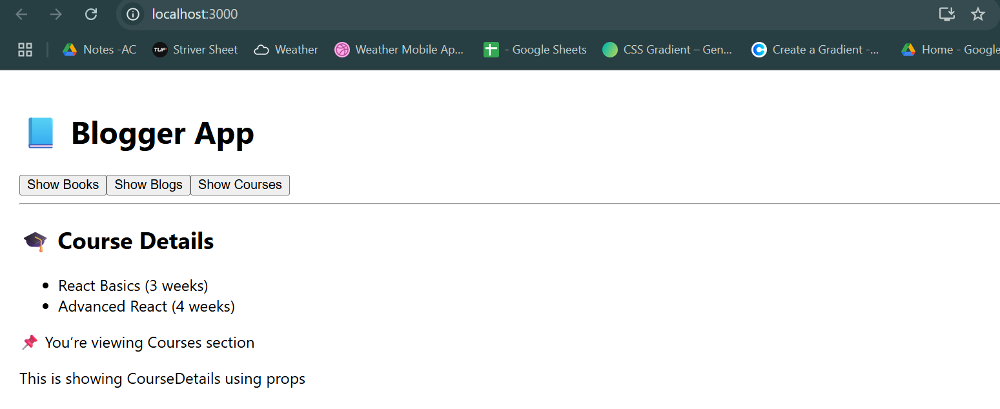 localhost:3000
Notes -AC TUF Striver Sheet Weather Weather Mobile Ap... - Google Sheets CSS Gradient – Gen... Create a Gradient -... Home - Google
📘 Blogger App
Show Books Show Blogs Show Courses
🎓 Course Details
• React Basics (3 weeks)
• Advanced React (4 weeks)
📌 You’re viewing Courses section
This is showing CourseDetails using props